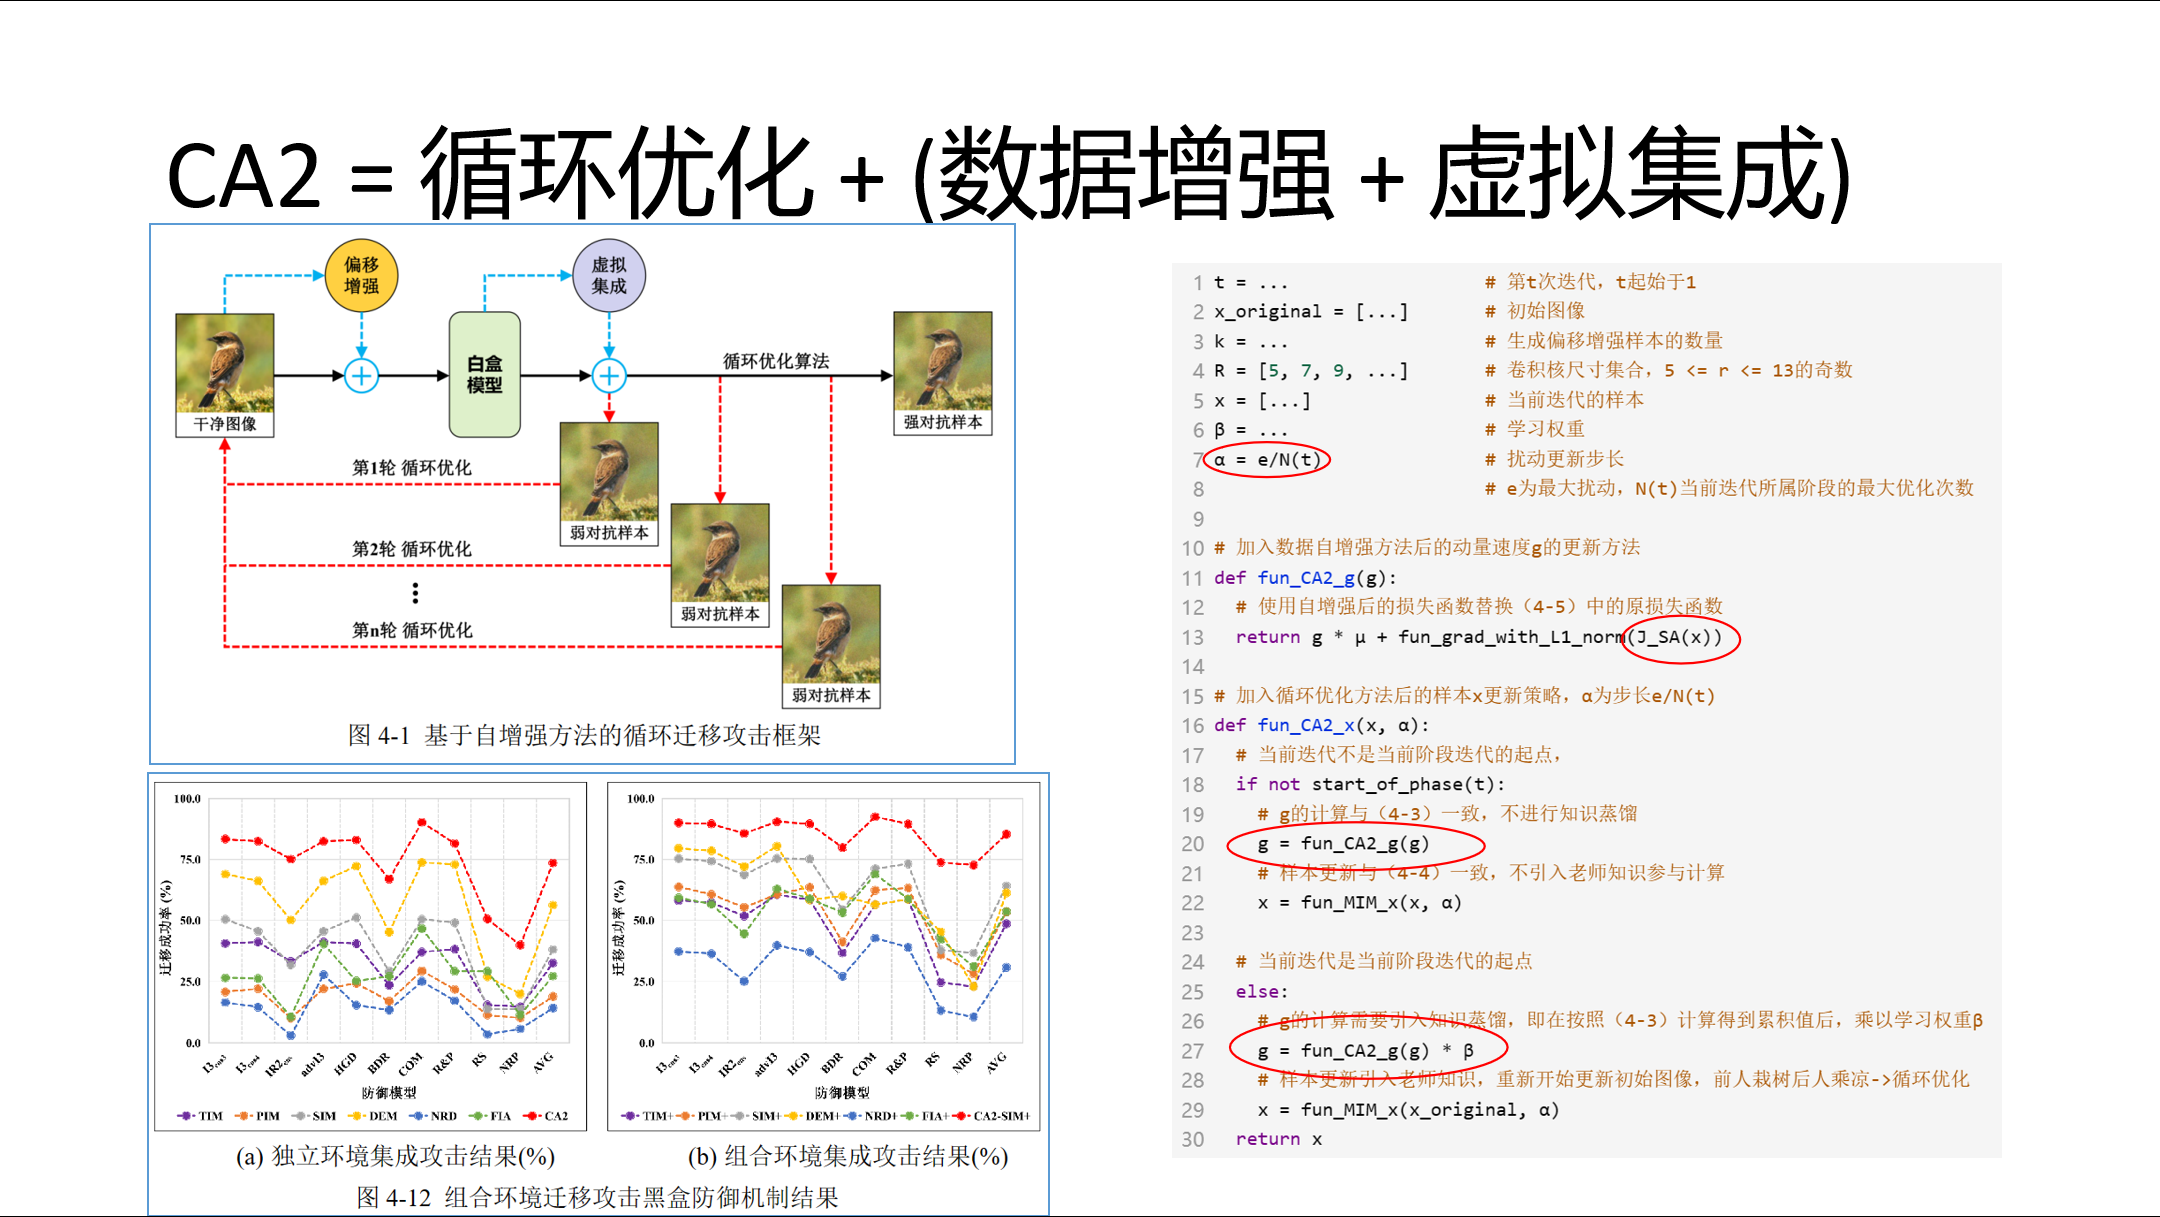 CA2 = 循环优化 + (数据增强 + 虚拟集成)
偏移
增强
虚拟
集成
白盒
模型
循环优化算法
干净图像
强对抗样本
第1轮 循环优化
弱对抗样本
第2轮 循环优化
弱对抗样本
⋮
第n轮 循环优化
弱对抗样本
图 4-1 基于自增强方法的循环迁移攻击框架
100.0
75.0
50.0
25.0
0.0
迁移成功率 (%)
I3ens3 I3ens4 IR2ens adv13 HGD BDR COM R&P RS NRP AVG
防御模型
TIM PIM SIM DEM NRD FIA CA2
(a) 独立环境集成攻击结果(%)
100.0
75.0
50.0
25.0
0.0
迁移成功率 (%)
I3ens3 I3ens4 IR2ens adv13 HGD BDR COM R&P RS NRP AVG
防御模型
TIM+ PIM+ SIM+ DEM+ NRD+ FIA+ CA2-SIM+
(b) 组合环境集成攻击结果(%)
图 4-12 组合环境迁移攻击黑盒防御机制结果
1 t = ... # 第t次迭代，t起始于1
2 x_original = [...] # 初始图像
3 k = ... # 生成偏移增强样本的数量
4 R = [5, 7, 9, ...] # 卷积核尺寸集合，5 <= r <= 13的奇数
5 x = [...] # 当前迭代的样本
6 β = ... # 学习权重
7 α = e/N(t) # 扰动更新步长
8 # e为最大扰动，N(t)当前迭代所属阶段的最大优化次数
9
10 # 加入数据自增强方法后的动量速度g的更新方法
11 def fun_CA2_g(g):
12 # 使用自增强后的损失函数替换（4-5）中的原损失函数
13 return g * μ + fun_grad_with_L1_norm(J_SA(x))
14
15 # 加入循环优化方法后的样本x更新策略，α为步长e/N(t)
16 def fun_CA2_x(x, α):
17 # 当前迭代不是当前阶段迭代的起点，
18 if not start_of_phase(t):
19 # g的计算与（4-3）一致，不进行知识蒸馏
20 g = fun_CA2_g(g)
21 # 样本更新与（4-4）一致，不引入老师知识参与计算
22 x = fun_MIM_x(x, α)
23
24 # 当前迭代是当前阶段迭代的起点
25 else:
26 # g的计算需要引入知识蒸馏，即在按照（4-3）计算得到累积值后，乘以学习权重β
27 g = fun_CA2_g(g) * β
28 # 样本更新引入老师知识，重新开始更新初始图像，前人栽树后人乘凉->循环优化
29 x = fun_MIM_x(x_original, α)
30 return x